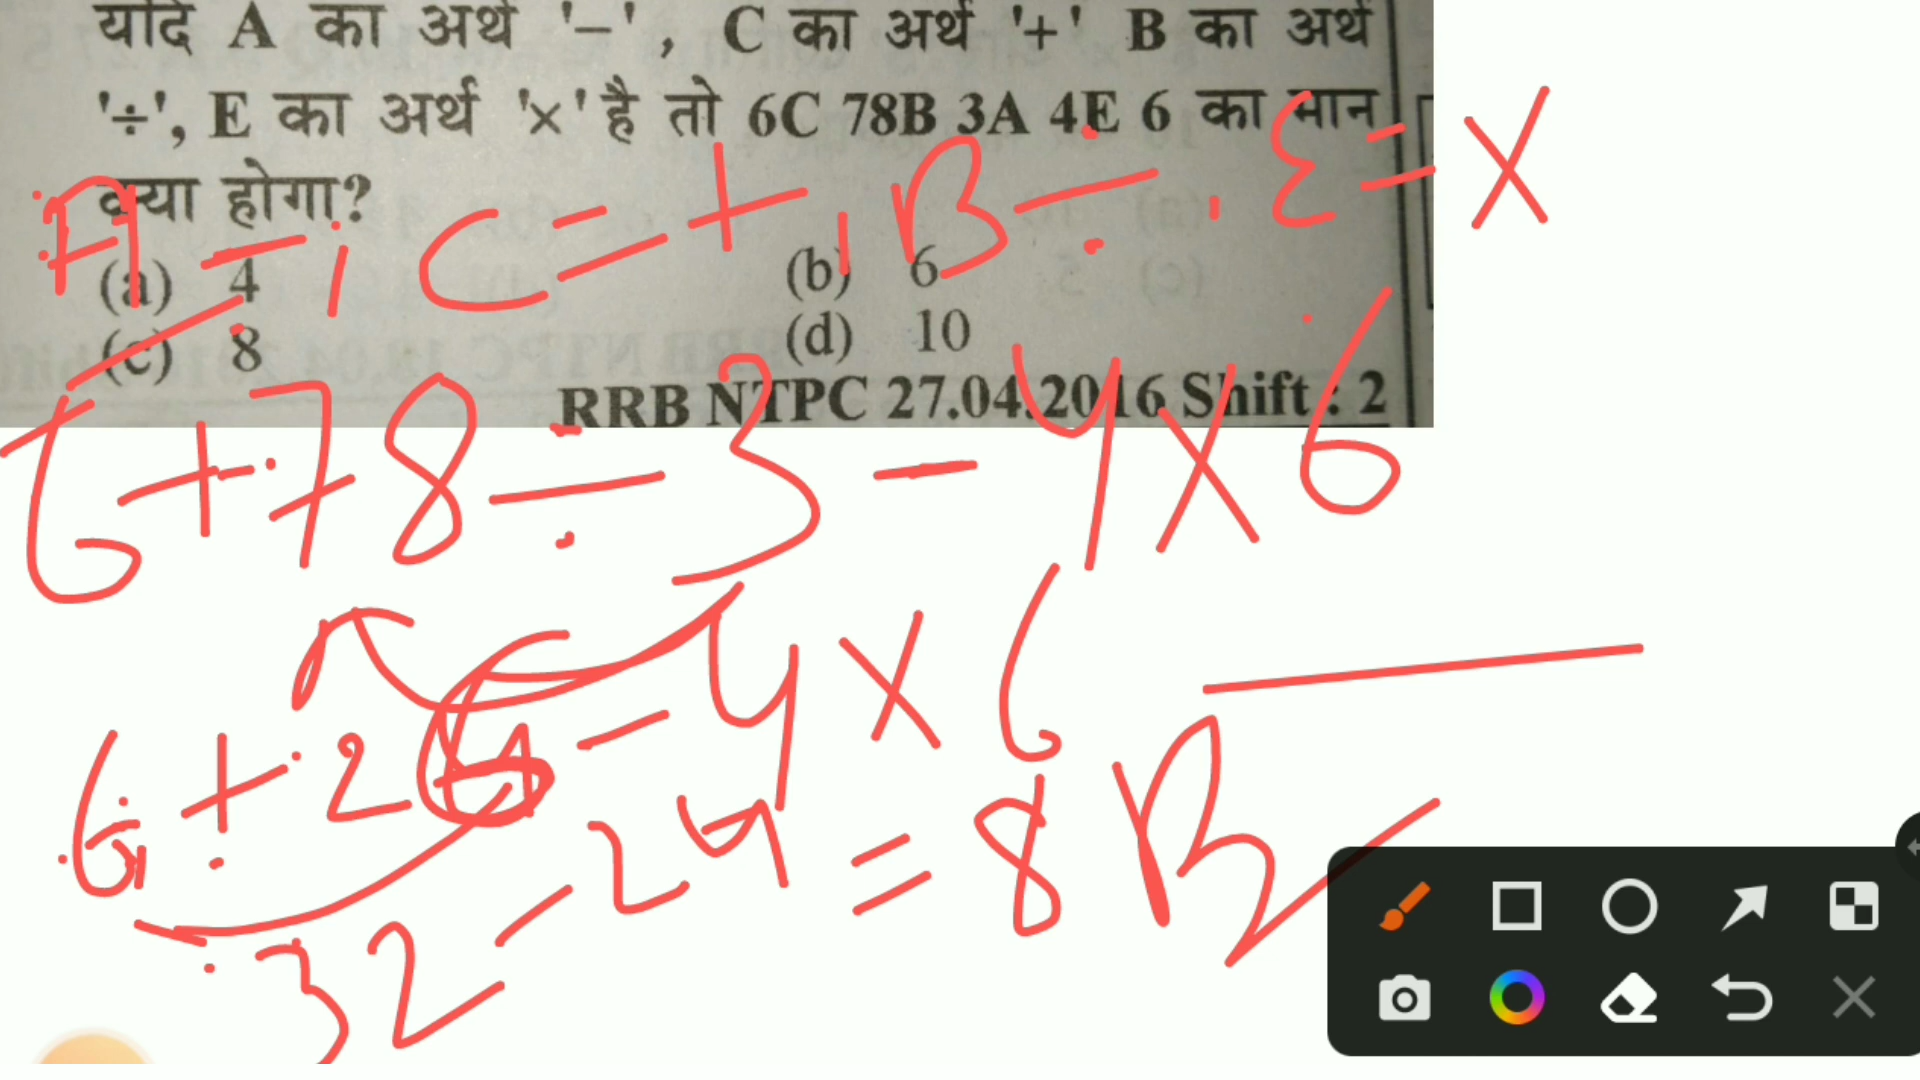 यदि A का अर्थ '−', C का अर्थ '+' B का अर्थ
'÷', E का अर्थ '×' है तो 6C 78B 3A 4E 6 का मान
क्या होगा?
A = −, C = +, B ÷, E = X
(a) 4 (b) 6
(c) 8 (d) 10
RRB NTPC 27.04.2016 Shift : 2
6 + 78 ÷ 3 − 4 X 6
6 + 26 − 4 X 6
32 − 24 = 8 B